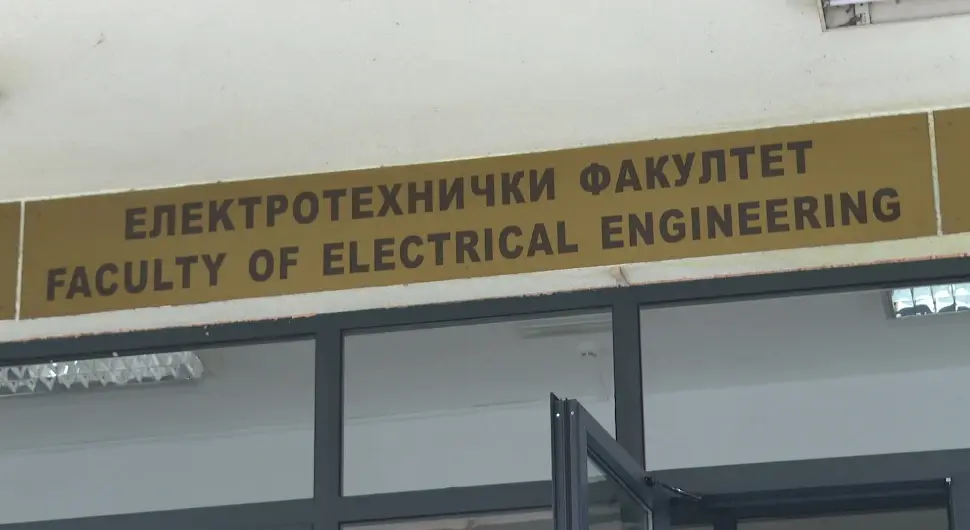 ЕЛЕКТРОТЕХНИЧКИ ФАКУЛТЕТ
FACULTY OF ELECTRICAL ENGINEERING